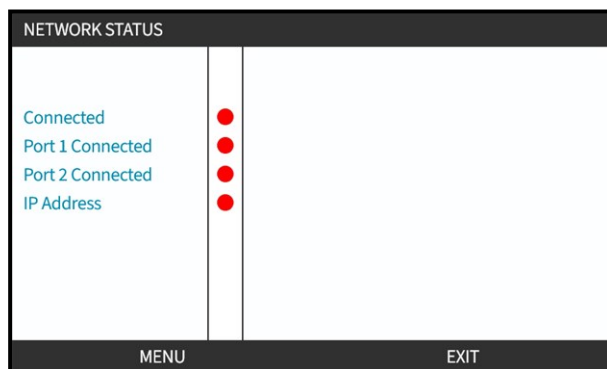 NETWORK STATUS
Connected
Port 1 Connected
Port 2 Connected
IP Address
MENU EXIT